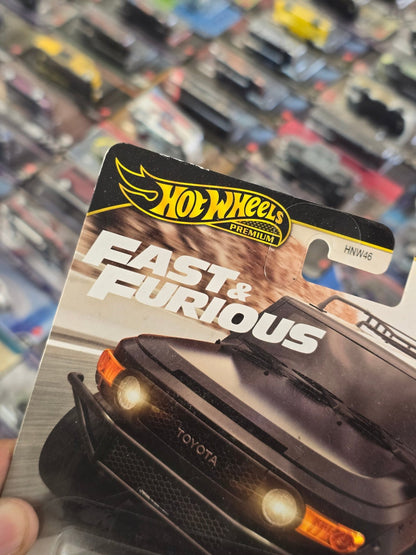 HOT WHEELS
PREMIUM
HNW46
FAST &
FURIOUS
TOYOTA